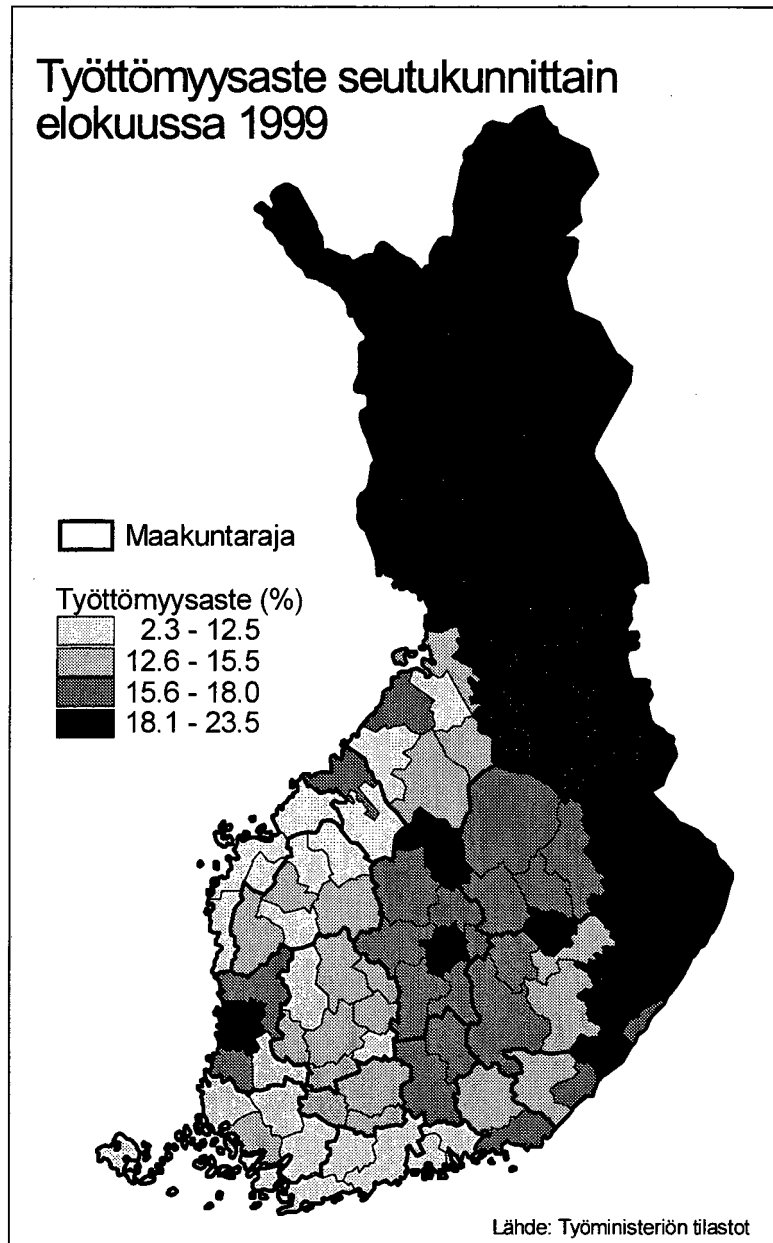 Työttömyysaste seutukunnittain
elokuussa 1999
Maakuntaraja
Työttömyysaste (%)
2.3 - 12.5
12.6 - 15.5
15.6 - 18.0
18.1 - 23.5
Lähde: Työministeriön tilastot